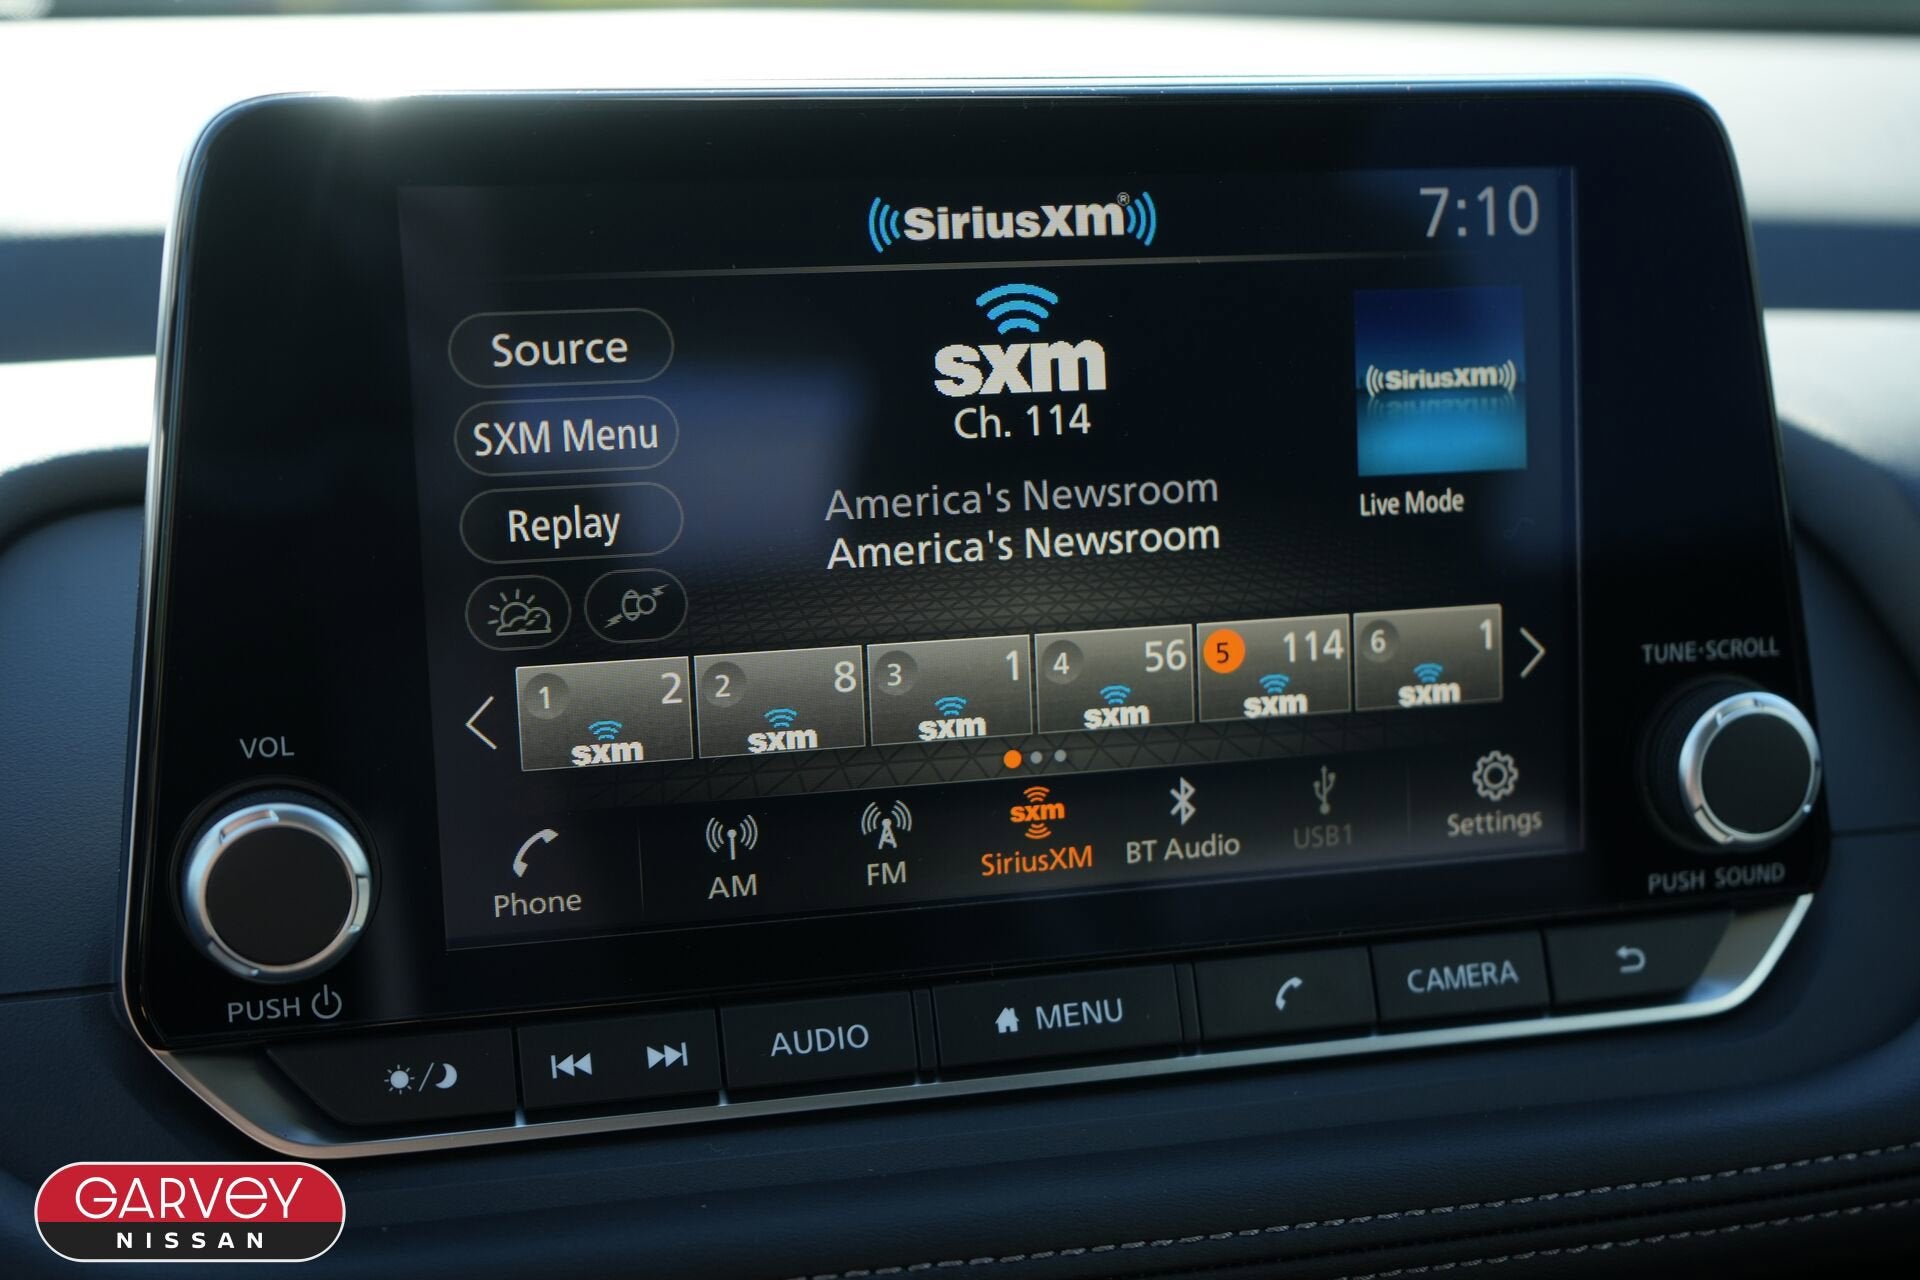 SiriusXM®
7:10
Source
SXM Menu
Replay
sxm
Ch. 114
America's Newsroom
America's Newsroom
SiriusXM
Live Mode
1 2 sxm
2 8 sxm
3 1 sxm
4 56 sxm
5 114 sxm
6 1 sxm
Phone
AM
FM
sxm
SiriusXM
BT Audio
USB1
Settings
VOL
PUSH
TUNE·SCROLL
PUSH SOUND
AUDIO
MENU
CAMERA
GARVEY
NISSAN